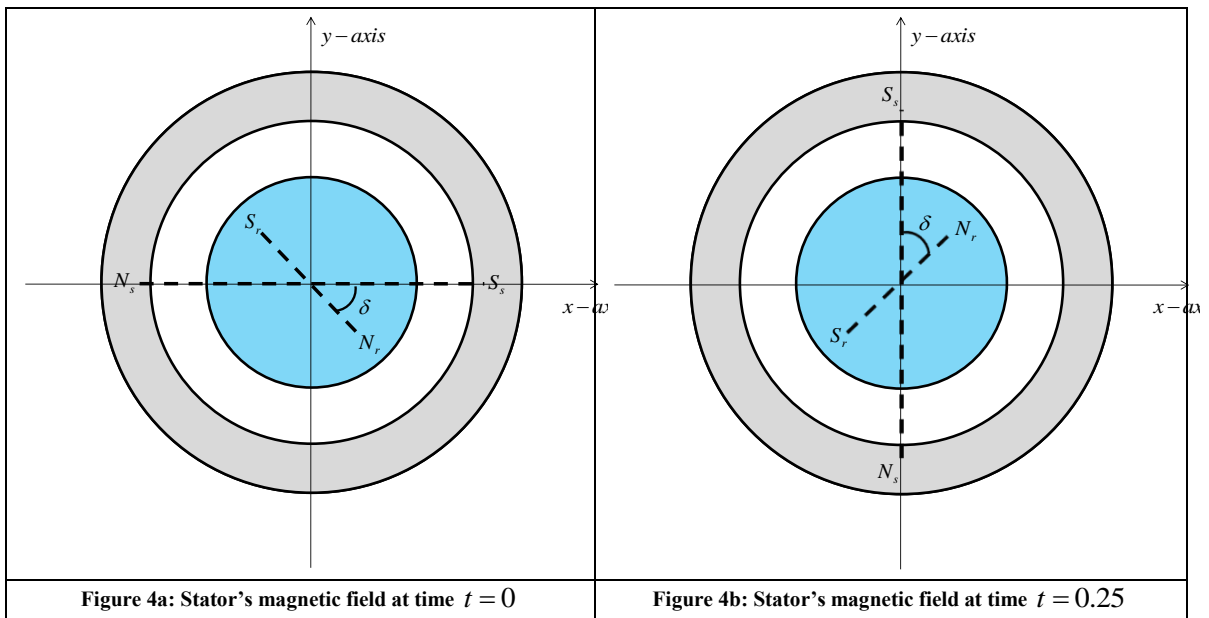 y – axis
S_r
N_s
S_s
δ
x – ax
N_r
y – axis
S_s
δ
N_r
x – ax
S_r
N_s
Figure 4a: Stator's magnetic field at time t = 0
Figure 4b: Stator's magnetic field at time t = 0.25